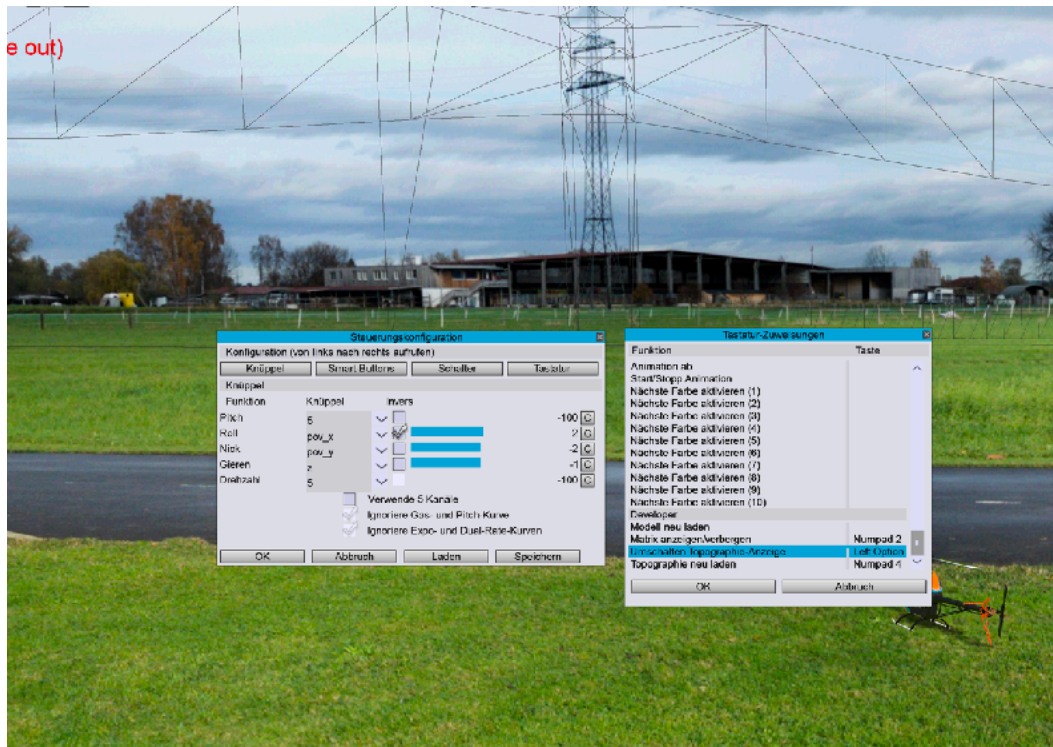 e out)
Steuerungskonfiguration
Konfiguration (von links nach rechts aufrufen)
Knüppel Smart Buttons Schalter Tastatur
Knüppel
Funktion Knüppel Invers
Pitch 5 -100 C
Roll pov_x 2 C
Nick pov_y -2 C
Gieren z -1 C
Drehzahl 5 -100 C
Verwende 5 Kanäle
Ignoriere Gas- und Pitch-Kurve
Ignoriere Expo- und Dual-Rate-Kurven
OK Abbruch Laden Speichern
Tastatur-Zuweisungen
Funktion Taste
Animation ab
Start/Stopp Animation
Nächste Farbe aktivieren (1)
Nächste Farbe aktivieren (2)
Nächste Farbe aktivieren (3)
Nächste Farbe aktivieren (4)
Nächste Farbe aktivieren (5)
Nächste Farbe aktivieren (6)
Nächste Farbe aktivieren (7)
Nächste Farbe aktivieren (8)
Nächste Farbe aktivieren (9)
Nächste Farbe aktivieren (10)
Developer
Modell neu laden
Matrix anzeigen/verbergen Numpad 2
Umschalten Topographie-Anzeige Left Option
Topographie neu laden Numpad 4
OK Abbruch